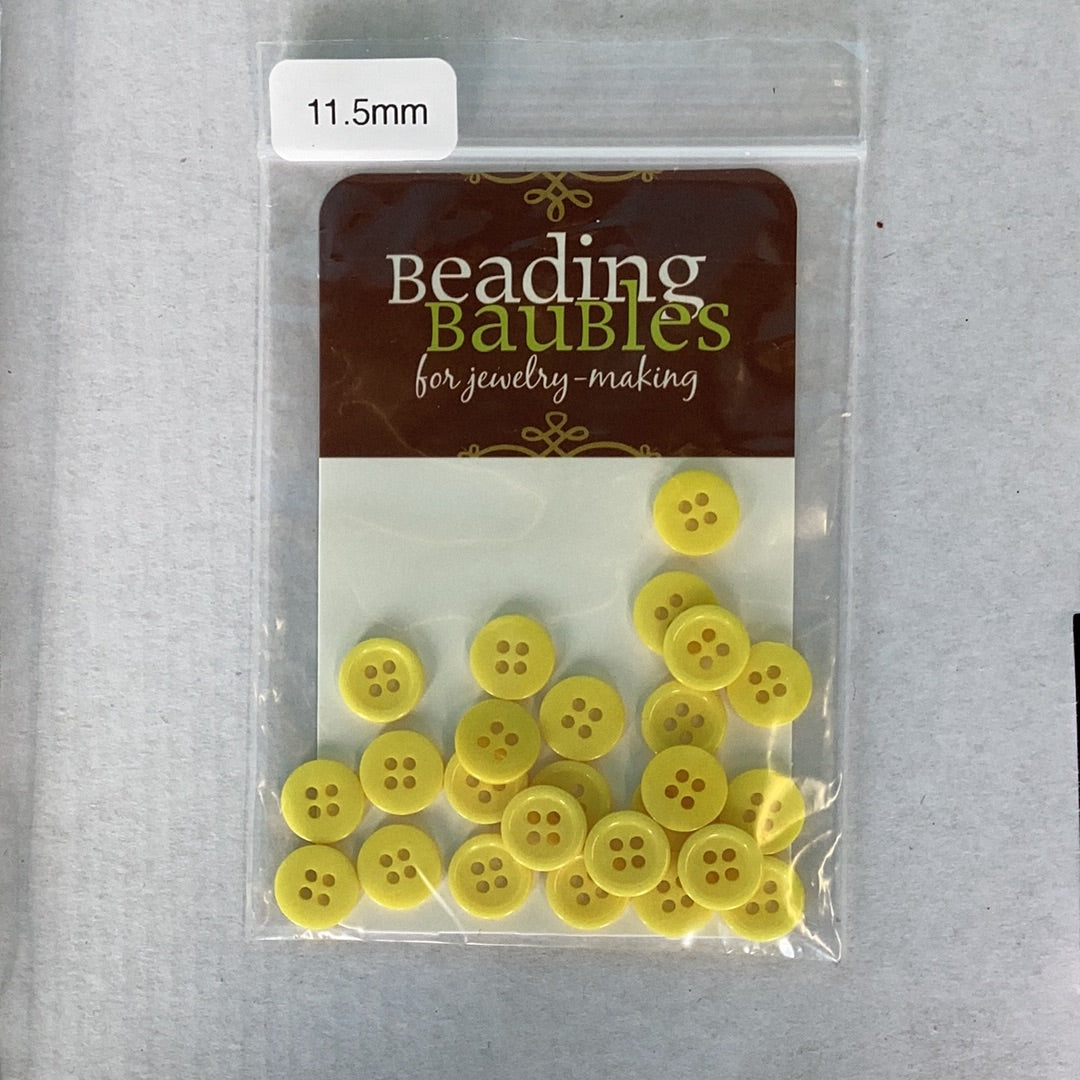 11.5mm
Beading
BauBles
for jewelry-making